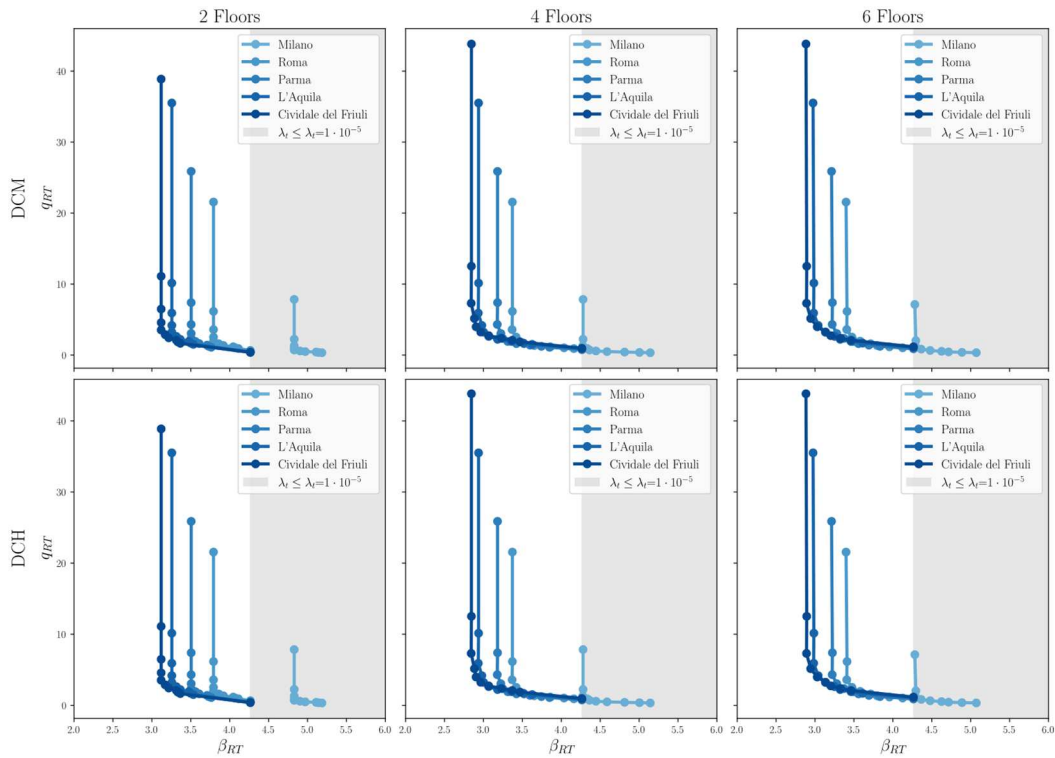 2 Floors
4 Floors
6 Floors
DCM
q_RT
40
30
20
10
0
Milano
Roma
Parma
L'Aquila
Cividale del Friuli
λ_t ≤ λ_t=1 · 10^-5
Milano
Roma
Parma
L'Aquila
Cividale del Friuli
λ_t ≤ λ_t=1 · 10^-5
Milano
Roma
Parma
L'Aquila
Cividale del Friuli
λ_t ≤ λ_t=1 · 10^-5
DCH
q_RT
40
30
20
10
0
Milano
Roma
Parma
L'Aquila
Cividale del Friuli
λ_t ≤ λ_t=1 · 10^-5
Milano
Roma
Parma
L'Aquila
Cividale del Friuli
λ_t ≤ λ_t=1 · 10^-5
Milano
Roma
Parma
L'Aquila
Cividale del Friuli
λ_t ≤ λ_t=1 · 10^-5
2.0 2.5 3.0 3.5 4.0 4.5 5.0 5.5 6.0
2.0 2.5 3.0 3.5 4.0 4.5 5.0 5.5 6.0
2.0 2.5 3.0 3.5 4.0 4.5 5.0 5.5 6.0
β_RT
β_RT
β_RT